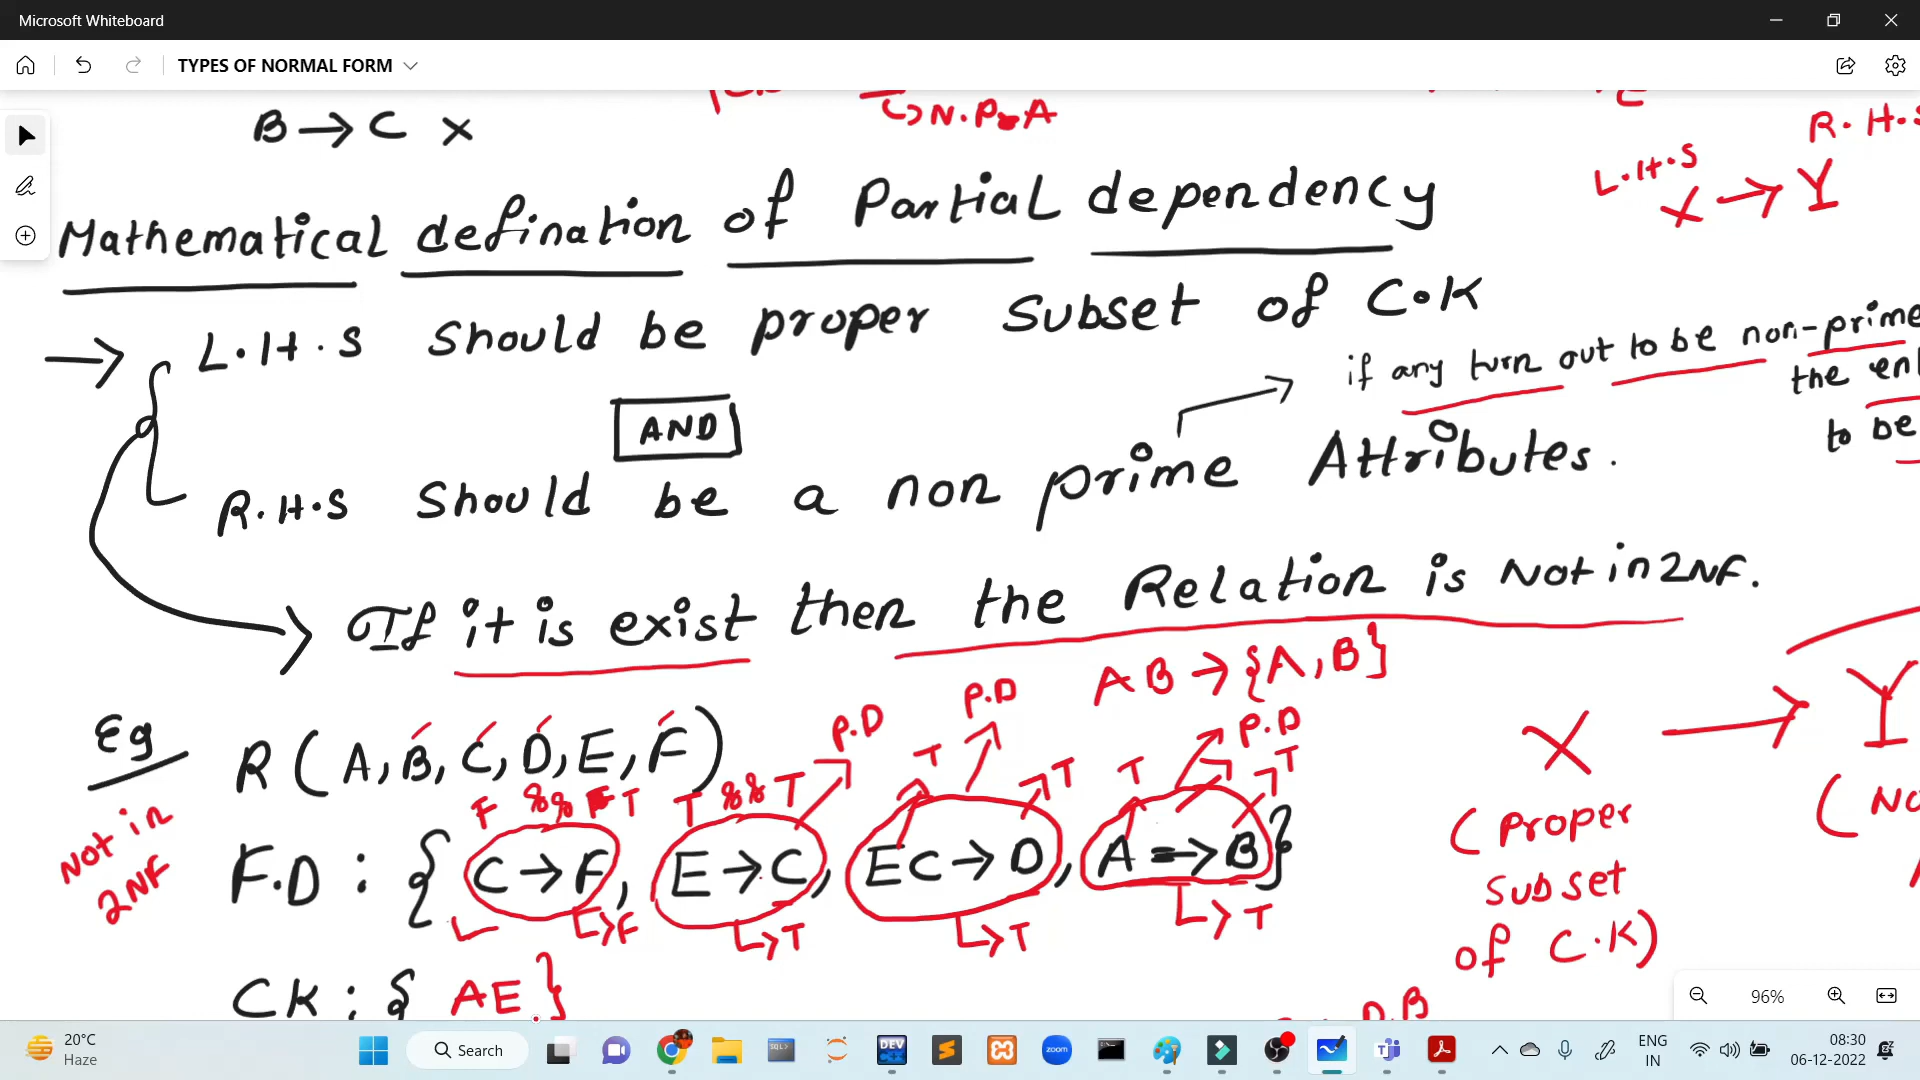 Microsoft Whiteboard
TYPES OF NORMAL FORM
B → C ×
↳ N.P.A
R.H.S
L.H.S
X → Y
Mathematical defination of Partial dependency
→ L.H.S should be proper subset of C.K
if any turn out to be non-prime
the
to be
AND
R.H.S should be a non prime Attributes.
If it is exist then the Relation is Not in 2NF.
AB → {A, B}
P.D P.D P.D
Eg R(A, B, C, D, E, F)
X → Y
F && T T && T T T T T
Not in 2NF
F.D : { C → F, E → C, EC → D, A => B }
↳ F ↳ T ↳ T ↳ T
(Proper
subset
of C.K)
CK : { AE }
D.B
96%
20°C
Haze
Search
ENG
IN
08:30
06-12-2022